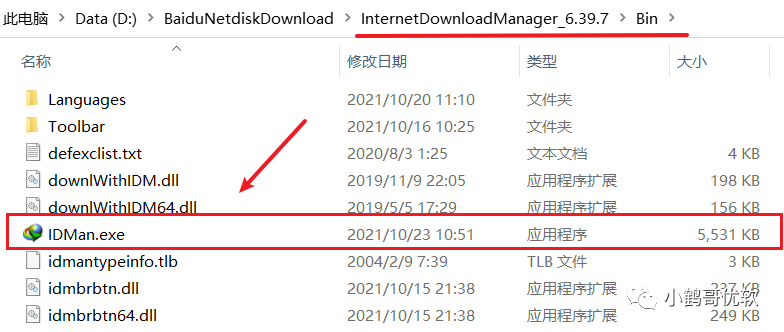 此电脑 > Data (D:) > BaiduNetdiskDownload > InternetDownloadManager_6.39.7 > Bin >
名称 修改日期 类型 大小
Languages 2021/10/20 11:10 文件夹
Toolbar 2021/10/16 10:25 文件夹
defexclist.txt 2020/8/3 1:25 文本文档 4 KB
downlWithIDM.dll 2019/11/9 22:05 应用程序扩展 198 KB
downlWithIDM64.dll 2019/5/5 17:29 应用程序扩展 156 KB
IDMan.exe 2021/10/23 10:51 应用程序 5,531 KB
idmantypeinfo.tlb 2004/2/9 7:39 TLB 文件 3 KB
idmbrbtn.dll 2021/10/15 21:38 应用程序扩展 237 KB
小鹤哥优软
idmbrbtn64.dll 2021/10/15 21:38 应用程序扩展 249 KB